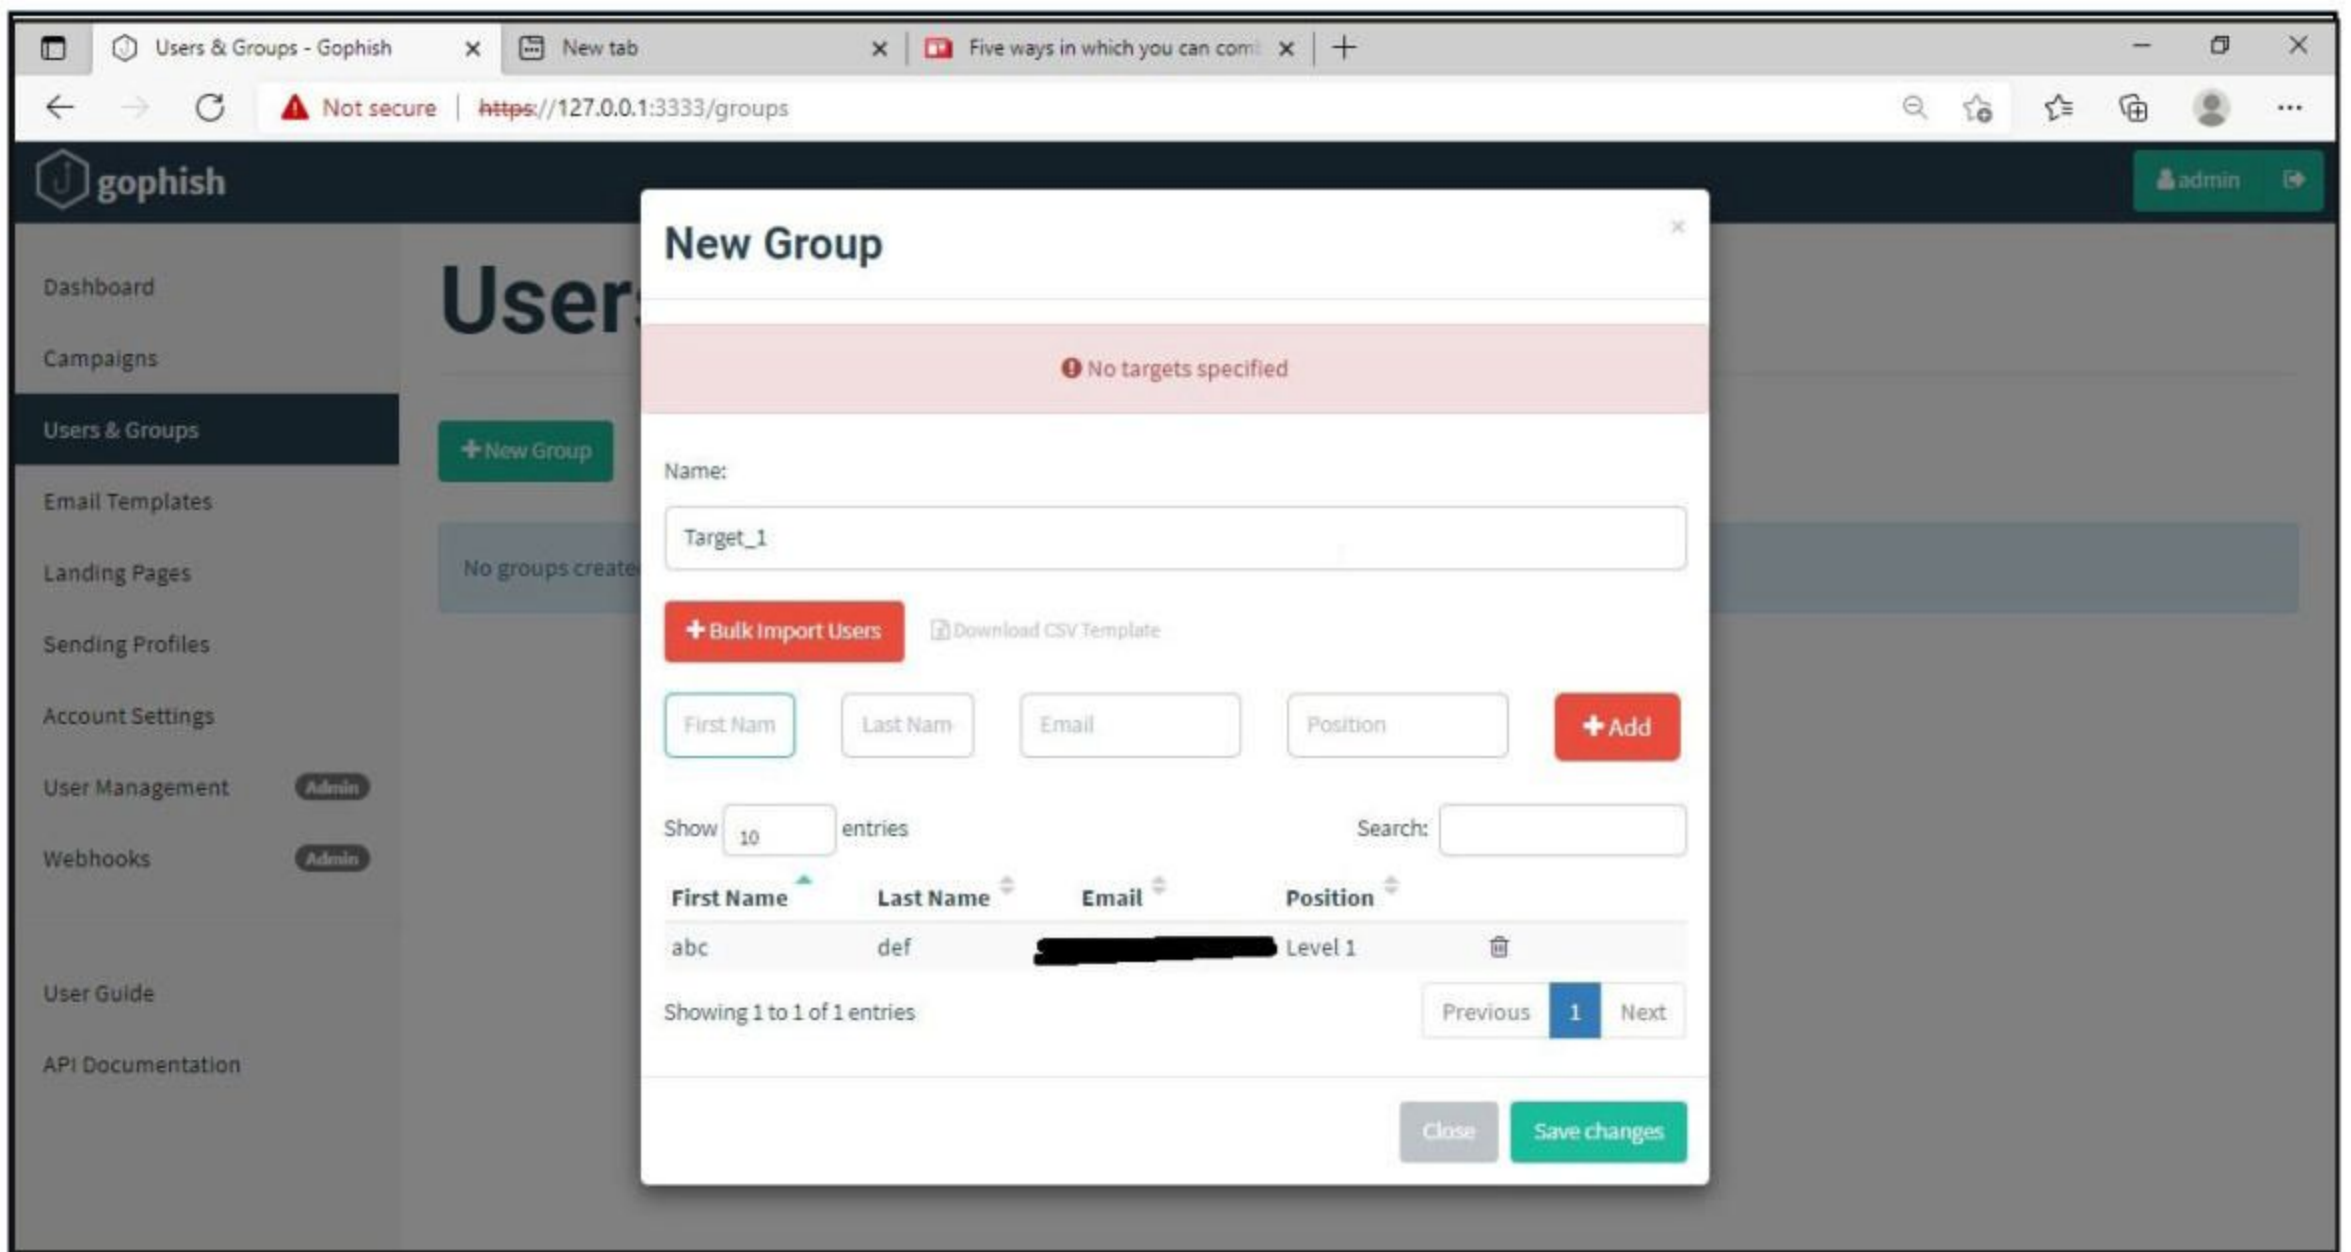 Users & Groups - Gophish
New tab
Five ways in which you can com
Not secure https://127.0.0.1:3333/groups
gophish
admin
Dashboard
Campaigns
Users & Groups
Email Templates
Landing Pages
Sending Profiles
Account Settings
User Management Admin
Webhooks Admin
User Guide
API Documentation
Users
+ New Group
No groups create
New Group
×
No targets specified
Name:
Target_1
+ Bulk Import Users Download CSV Template
First Nam Last Nam Email Position + Add
Show 10 entries Search:
First Name Last Name Email Position
abc def Level 1
Showing 1 to 1 of 1 entries Previous 1 Next
Close Save changes